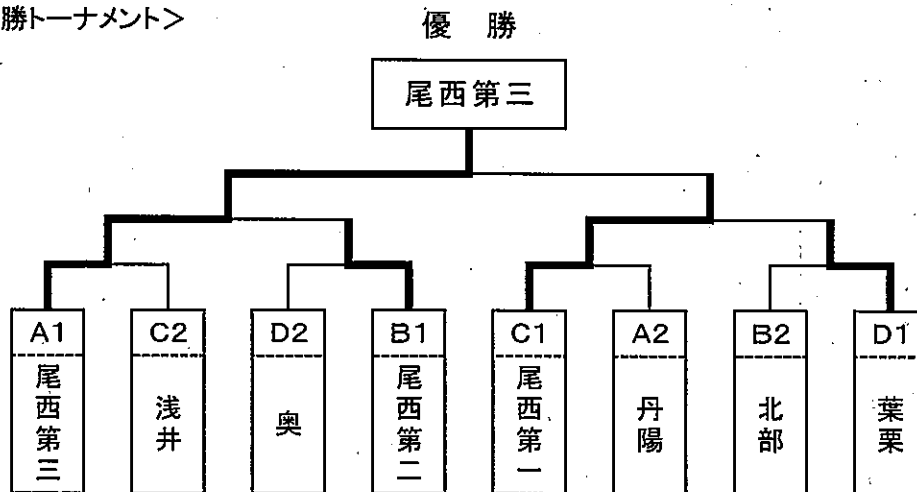 勝トーナメント＞
優 勝
尾西第三
A1 C2 D2 B1 C1 A2 B2 D1
尾西第三
浅井
奥
尾西第二
尾西第一
丹陽
北部
葉栗